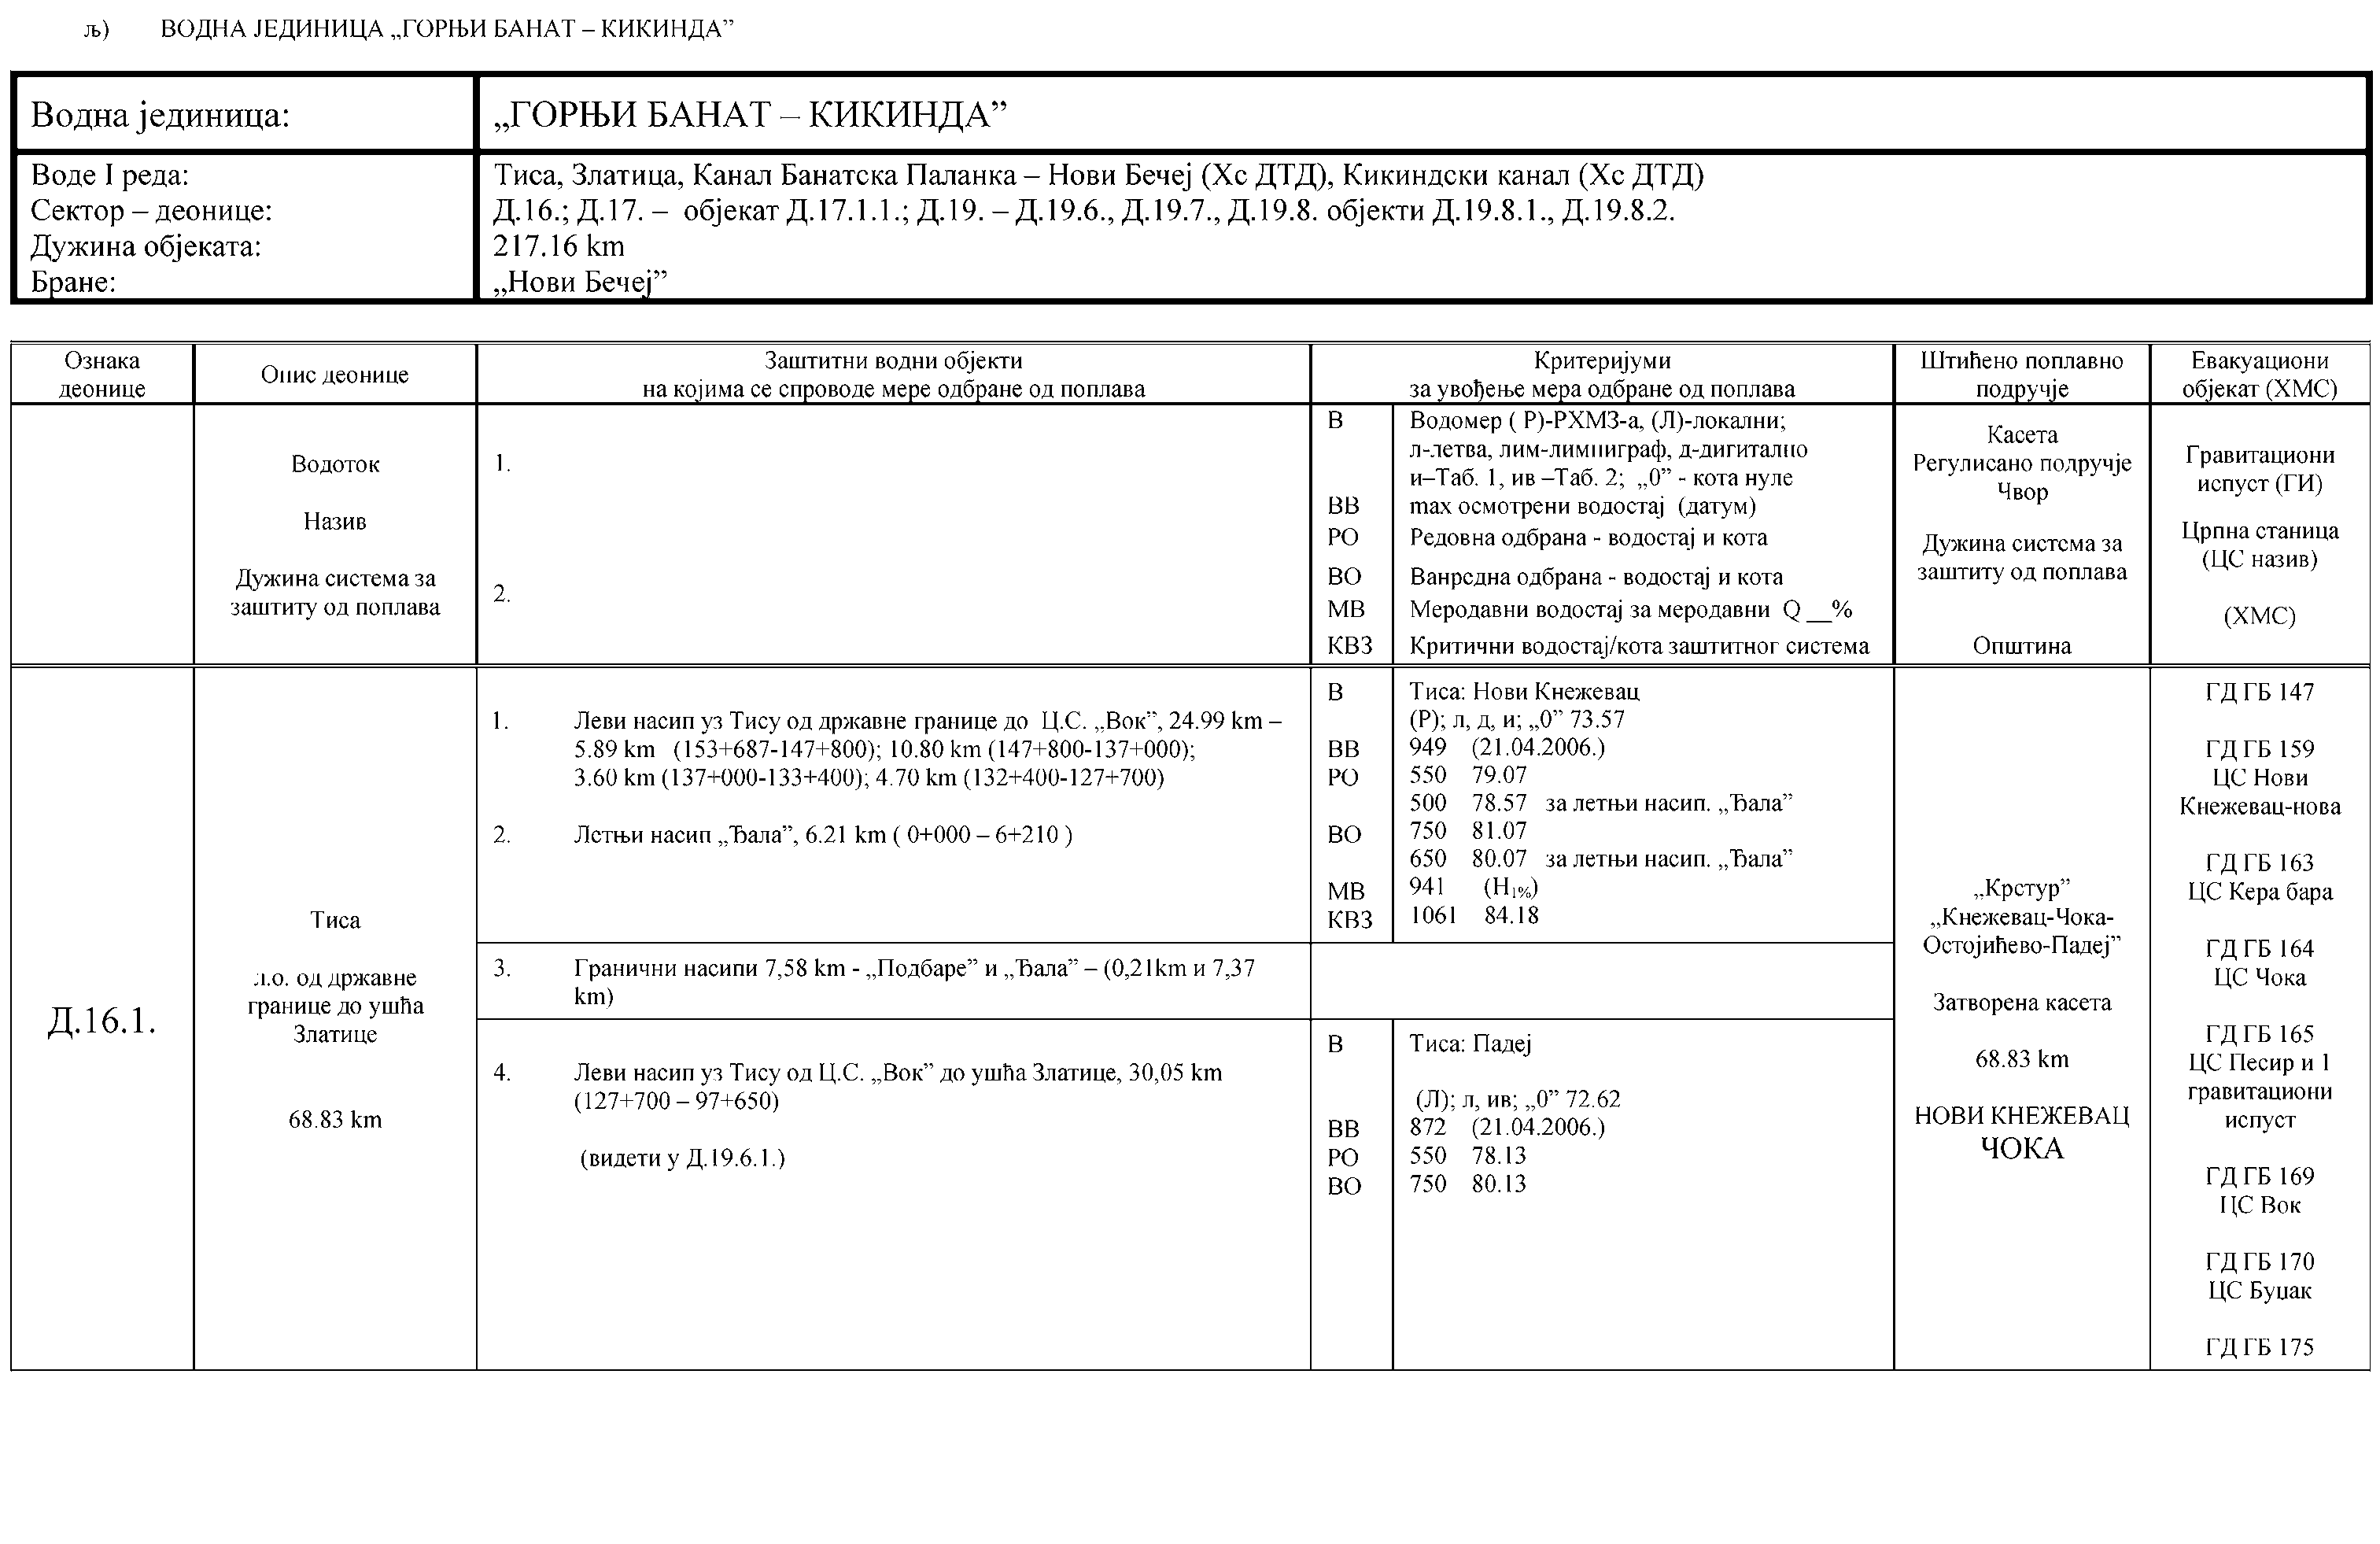 љ) ВОДНА ЈЕДИНИЦА „ГОРЊИ БАНАТ – КИКИНДА”
Водна јединица: „ГОРЊИ БАНАТ – КИКИНДА”
Воде I реда: Тиса, Златица, Канал Банатска Паланка – Нови Бечеј (Хс ДТД), Кикиндски канал (Хс ДТД)
Сектор – деонице: Д.16.; Д.17. – објекат Д.17.1.1.; Д.19. – Д.19.6., Д.19.7., Д.19.8. објекти Д.19.8.1., Д.19.8.2.
Дужина објеката: 217.16 km
Бране: „Нови Бечеј”
Ознака
деонице
Опис деонице
Заштитни водни објекти
на којима се спроводе мере одбране од поплава
Критеријуми
за увођење мера одбране од поплава
Штићено поплавно
подручје
Евакуациони
објекат (ХМС)
Водоток
Назив
Дужина система за
заштиту од поплава
1.
2.
В Водомер ( Р)-РХМЗ-а, (Л)-локални;
л-летва, лим-лимниграф, д-дигитално
и–Таб. 1, ив –Таб. 2; „0” - кота нуле
ВВ max осмотрени водостај (датум)
РО Редовна одбрана - водостај и кота
ВО Ванредна одбрана - водостај и кота
МВ Меродавни водостај за меродавни Q __%
КВЗ Критични водостај/кота заштитног система
Касета
Регулисано подручје
Чвор
Дужина система за
заштиту од поплава
Општина
Гравитациони
испуст (ГИ)
Црпна станица
(ЦС назив)
(ХМС)
Д.16.1.
Тиса
л.о. од државне
границе до ушћа
Златице
68.83 km
1. Леви насип уз Тису од државне границе до Ц.С. „Вок”, 24.99 km –
5.89 km (153+687-147+800); 10.80 km (147+800-137+000);
3.60 km (137+000-133+400); 4.70 km (132+400-127+700)
2. Летњи насип „Ђала”, 6.21 km ( 0+000 – 6+210 )
В Тиса: Нови Кнежевац
(Р); л, д, и; „0” 73.57
ВВ 949 (21.04.2006.)
РО 550 79.07
500 78.57 за летњи насип. „Ђала”
ВО 750 81.07
650 80.07 за летњи насип. „Ђала”
МВ 941 (H1%)
КВЗ 1061 84.18
3. Гранични насипи 7,58 km - „Подбаре” и „Ђала” – (0,21km и 7,37
km)
4. Леви насип уз Тису од Ц.С. „Вок” до ушћа Златице, 30,05 km
(127+700 – 97+650)
(видети у Д.19.6.1.)
В Тиса: Падеј
(Л); л, ив; „0” 72.62
ВВ 872 (21.04.2006.)
РО 550 78.13
ВО 750 80.13
„Крстур”
„Кнежевац-Чока-
Остојићево-Падеј”
Затворена касета
68.83 km
НОВИ КНЕЖЕВАЦ
ЧОКА
ГД ГБ 147
ГД ГБ 159
ЦС Нови
Кнежевац-нова
ГД ГБ 163
ЦС Кера бара
ГД ГБ 164
ЦС Чока
ГД ГБ 165
ЦС Песир и 1
гравитациони
испуст
ГД ГБ 169
ЦС Вок
ГД ГБ 170
ЦС Буџак
ГД ГБ 175